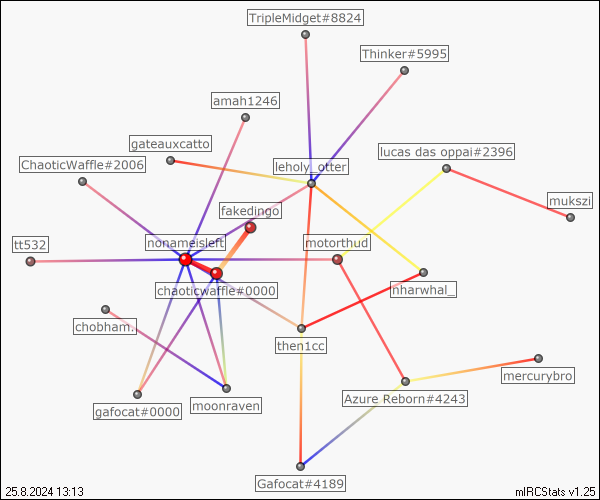 TripleMidget#8824
Thinker#5995
amah1246
gateauxcatto
lucas das oppai#2396
ChaoticWaffle#2006
leholy_otter
mukszi
fakedingo
tt532
nonameisleft
motorthud
chaoticwaffle#0000
nharwhal_
chobham.
then1cc
mercurybro
Azure Reborn#4243
gafocat#0000
moonraven
Gafocat#4189
25.8.2024 13:13
mIRCStats v1.25